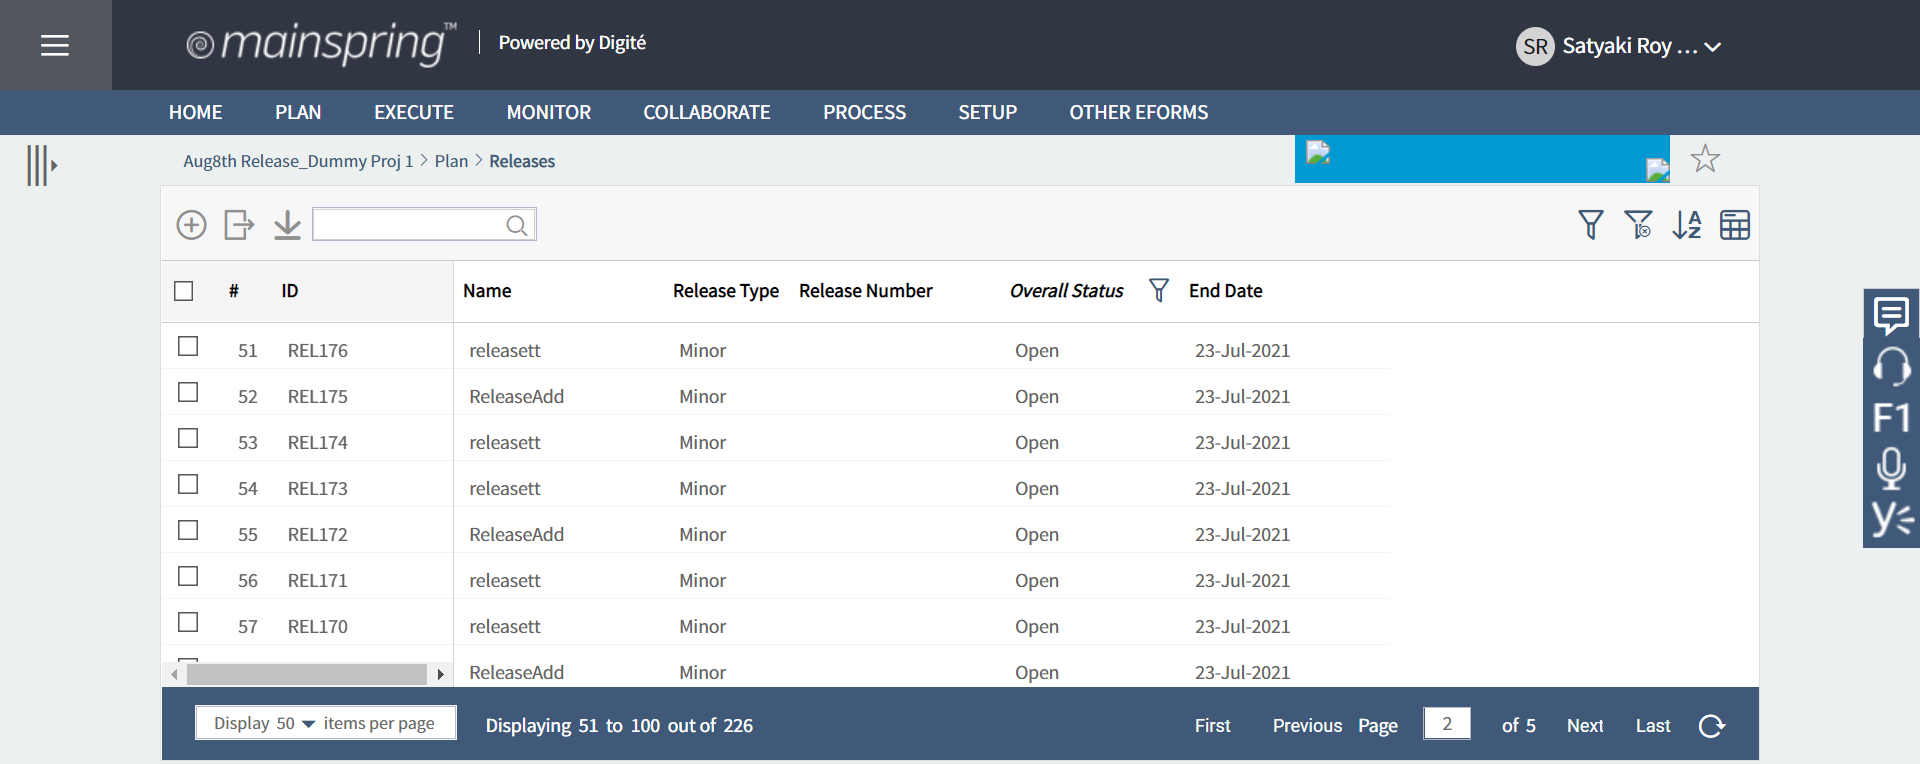 mainspring™ Powered by Digité
SR Satyaki Roy ...
HOME PLAN EXECUTE MONITOR COLLABORATE PROCESS SETUP OTHER EFORMS
Aug8th Release_Dummy Proj 1 > Plan > Releases
A
Z
# ID Name Release Type Release Number Overall Status End Date
51 REL176 releasett Minor Open 23-Jul-2021
52 REL175 ReleaseAdd Minor Open 23-Jul-2021
53 REL174 releasett Minor Open 23-Jul-2021
54 REL173 releasett Minor Open 23-Jul-2021
55 REL172 ReleaseAdd Minor Open 23-Jul-2021
56 REL171 releasett Minor Open 23-Jul-2021
57 REL170 releasett Minor Open 23-Jul-2021
ReleaseAdd Minor Open 23-Jul-2021
F1
y
Display 50 items per page Displaying 51 to 100 out of 226 First Previous Page 2 of 5 Next Last